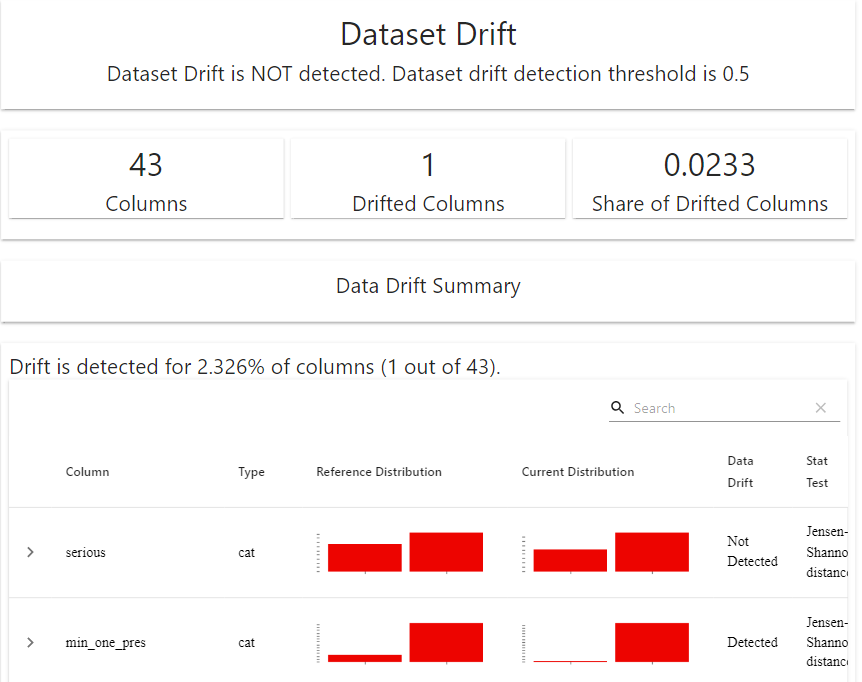 Dataset Drift
Dataset Drift is NOT detected. Dataset drift detection threshold is 0.5
43
Columns
1
Drifted Columns
0.0233
Share of Drifted Columns
Data Drift Summary
Drift is detected for 2.326% of columns (1 out of 43).
Search
Column Type Reference Distribution Current Distribution Data Drift Stat Test
serious cat Not Detected Jensen-Shanno distanc
min_one_pres cat Detected Jensen-Shanno distanc